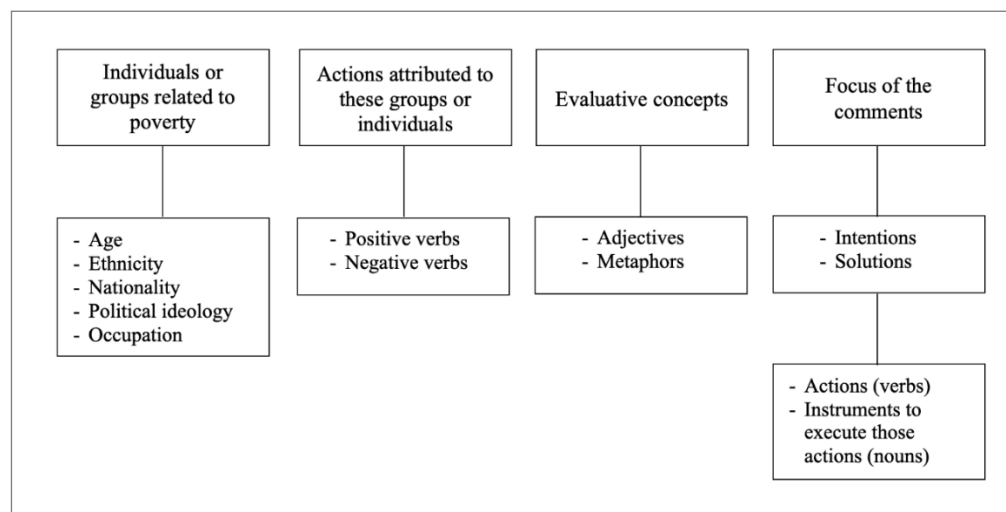 Individuals or
groups related to
poverty
Actions attributed to
these groups or
individuals
Evaluative concepts
Focus of the
comments
- Age
- Ethnicity
- Nationality
- Political ideology
- Occupation
- Positive verbs
- Negative verbs
- Adjectives
- Metaphors
- Intentions
- Solutions
- Actions (verbs)
- Instruments to
execute those
actions (nouns)